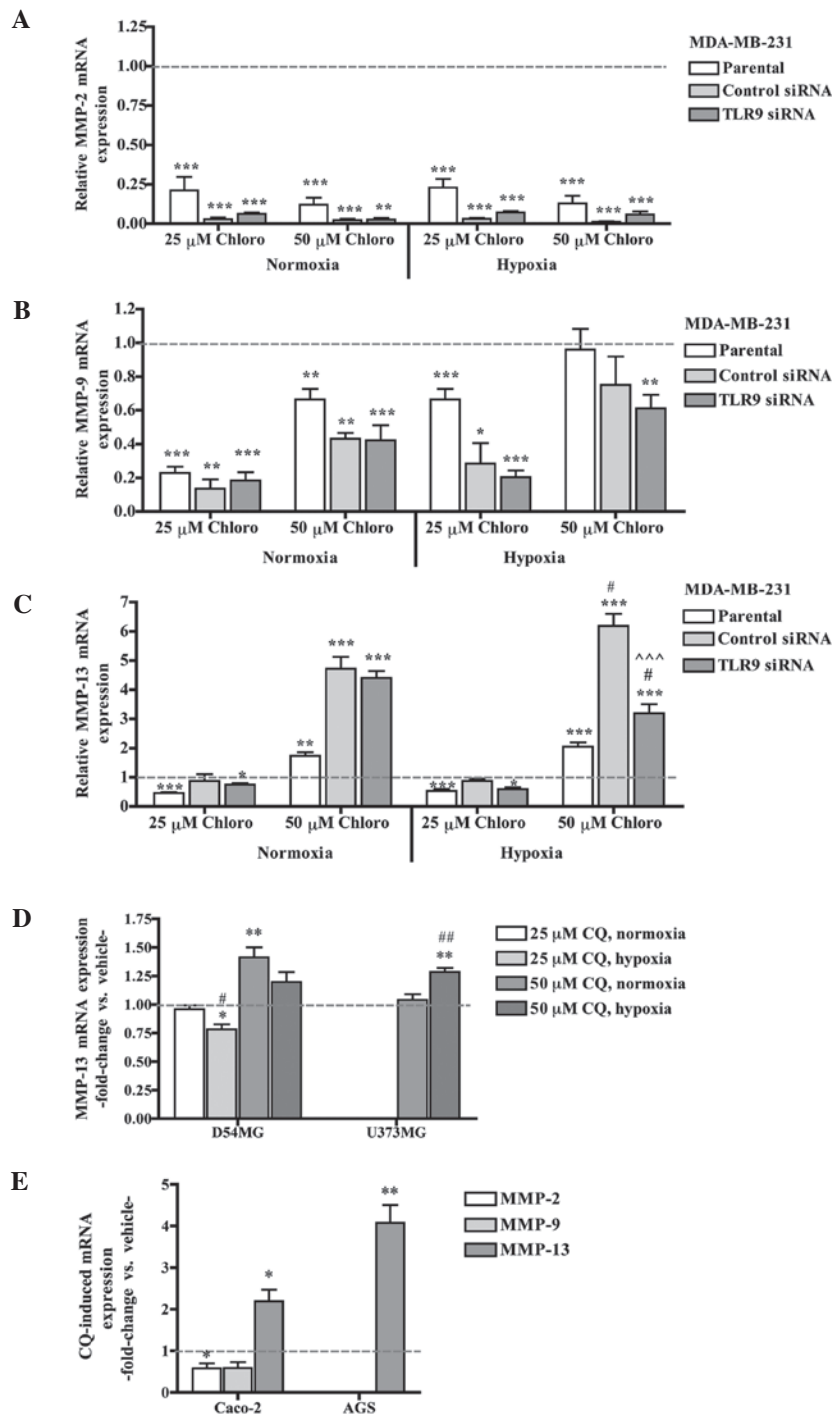 A
Relative MMP-2 mRNA
expression
1.25
1.00
0.75
0.50
0.25
0.00
*** *** ***
*** *** **
*** *** ***
*** *** ***
25 µM Chloro
50 µM Chloro
25 µM Chloro
50 µM Chloro
Normoxia
Hypoxia
MDA-MB-231
Parental
Control siRNA
TLR9 siRNA
B
Relative MMP-9 mRNA
expression
1.2
1.0
0.8
0.6
0.4
0.2
0.0
*** ** ***
** ** ***
*** * ***
**
25 µM Chloro
50 µM Chloro
25 µM Chloro
50 µM Chloro
Normoxia
Hypoxia
MDA-MB-231
Parental
Control siRNA
TLR9 siRNA
C
Relative MMP-13 mRNA
expression
7
6
5
4
3
2
1
0
*** *
** *** ***
*** *
#
***
***
^^^
#
***
25 µM Chloro
50 µM Chloro
25 µM Chloro
50 µM Chloro
Normoxia
Hypoxia
MDA-MB-231
Parental
Control siRNA
TLR9 siRNA
D
MMP-13 mRNA expression
-fold-change vs. vehicle-
1.75
1.50
1.25
1.00
0.75
0.50
0.25
0.00
#
*
**
##
**
D54MG
U373MG
25 µM CQ, normoxia
25 µM CQ, hypoxia
50 µM CQ, normoxia
50 µM CQ, hypoxia
E
CQ-induced mRNA
expression
-fold-change vs. vehicle-
5
4
2
1
0
*
*
**
Caco-2
AGS
MMP-2
MMP-9
MMP-13